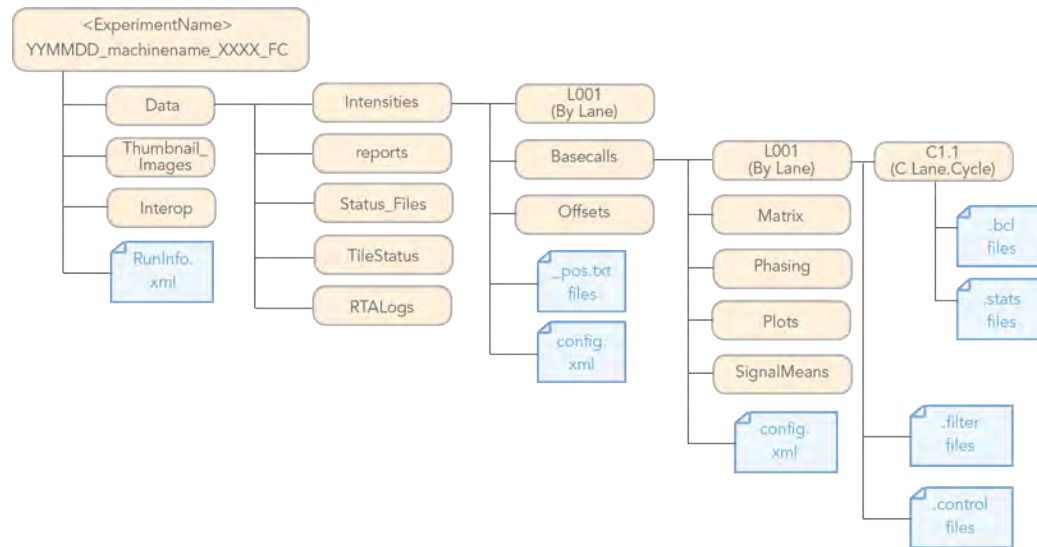 <ExperimentName>
YYMMDD_machinename_XXXX_FC
Data
Thumbnail_
Images
Interop
RunInfo.
xml
Intensities
reports
Status_Files
TileStatus
RTALogs
L001
(By Lane)
Basecalls
Offsets
_pos.txt
files
config.
xml
L001
(By Lane)
Matrix
Phasing
Plots
SignalMeans
config.
xml
C1.1
(C Lane.Cycle)
.bcl
files
.stats
files
.filter
files
.control
files